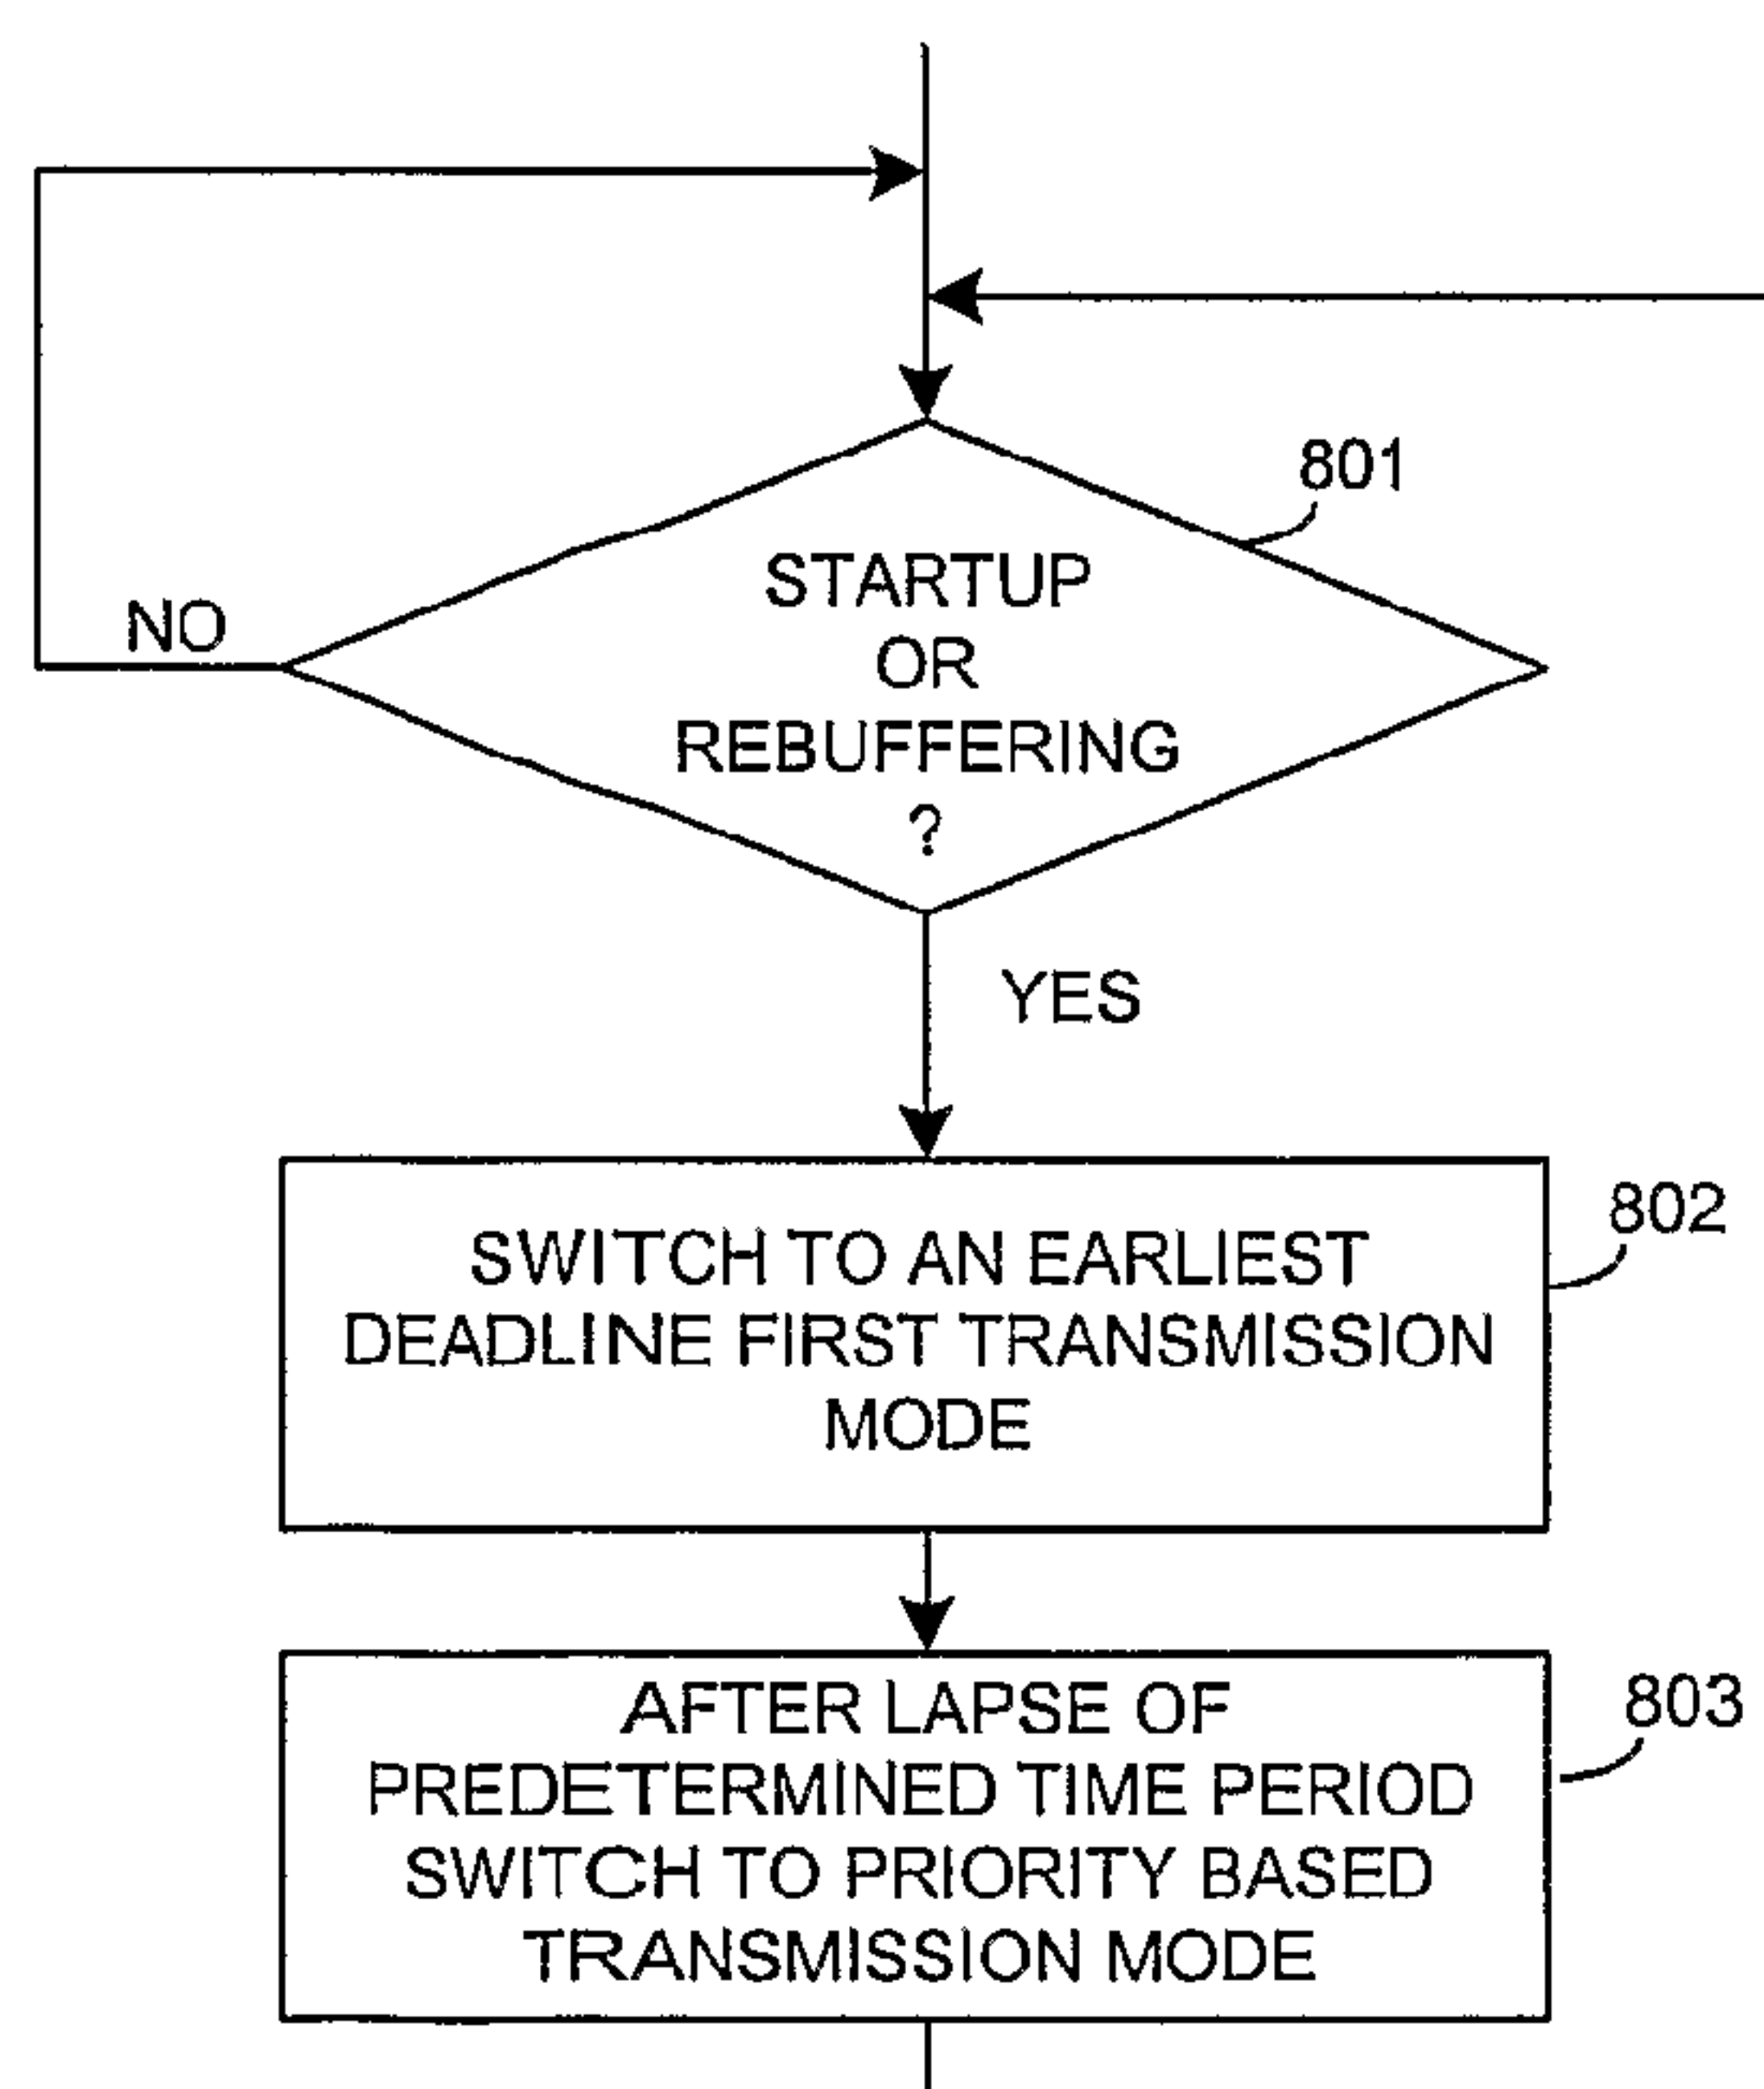 801
STARTUP
OR
REBUFFERING
?
NO
YES
802
SWITCH TO AN EARLIEST
DEADLINE FIRST TRANSMISSION
MODE
803
AFTER LAPSE OF
PREDETERMINED TIME PERIOD
SWITCH TO PRIORITY BASED
TRANSMISSION MODE